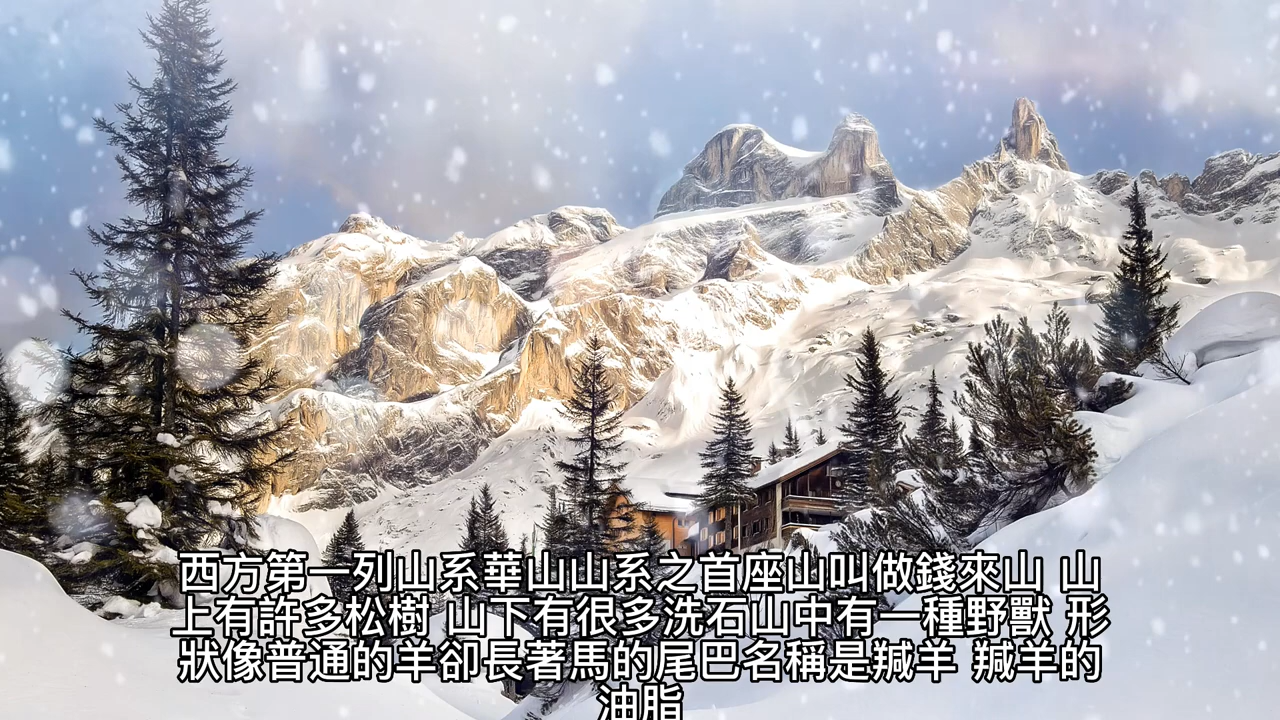 西方第一列山系華山山系之首座山叫做錢來山 山
上有許多松樹 山下有很多洗石山中有一種野獸 形
狀像普通的羊卻長著馬的尾巴名稱是羬羊 羬羊的
油脂